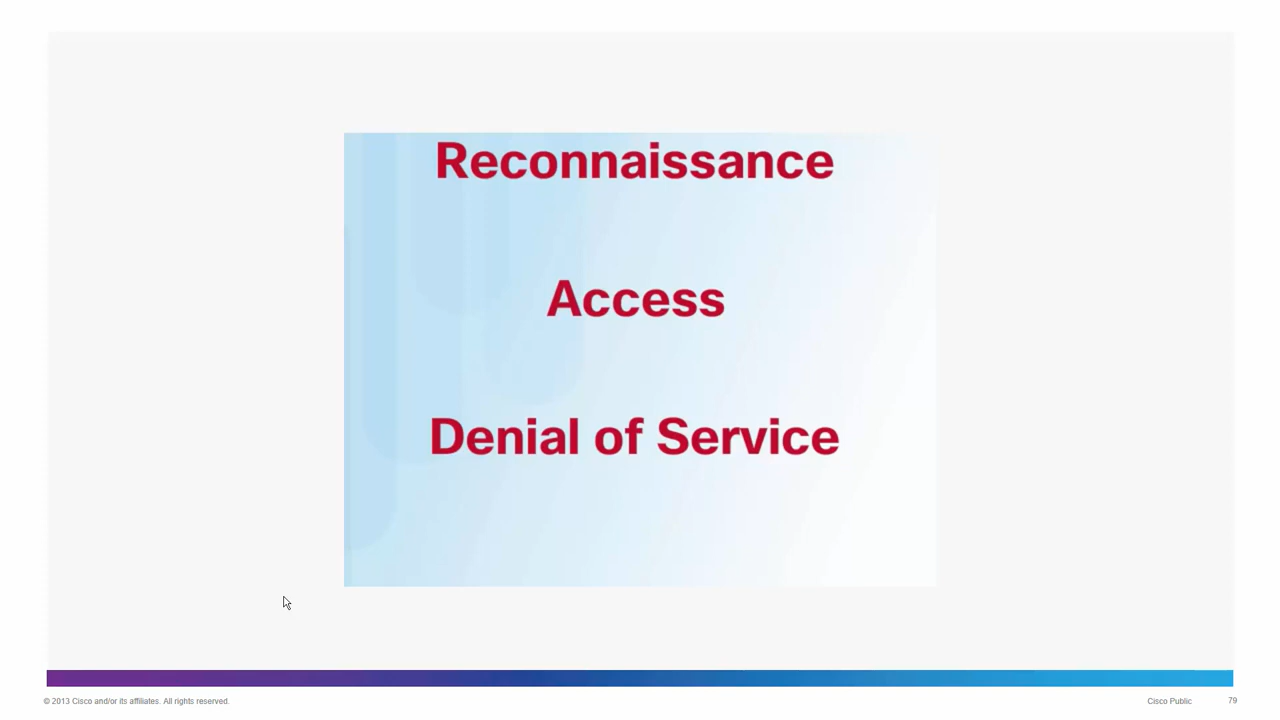 Reconnaissance
Access
Denial of Service
© 2013 Cisco and/or its affiliates. All rights reserved.
Cisco Public
79